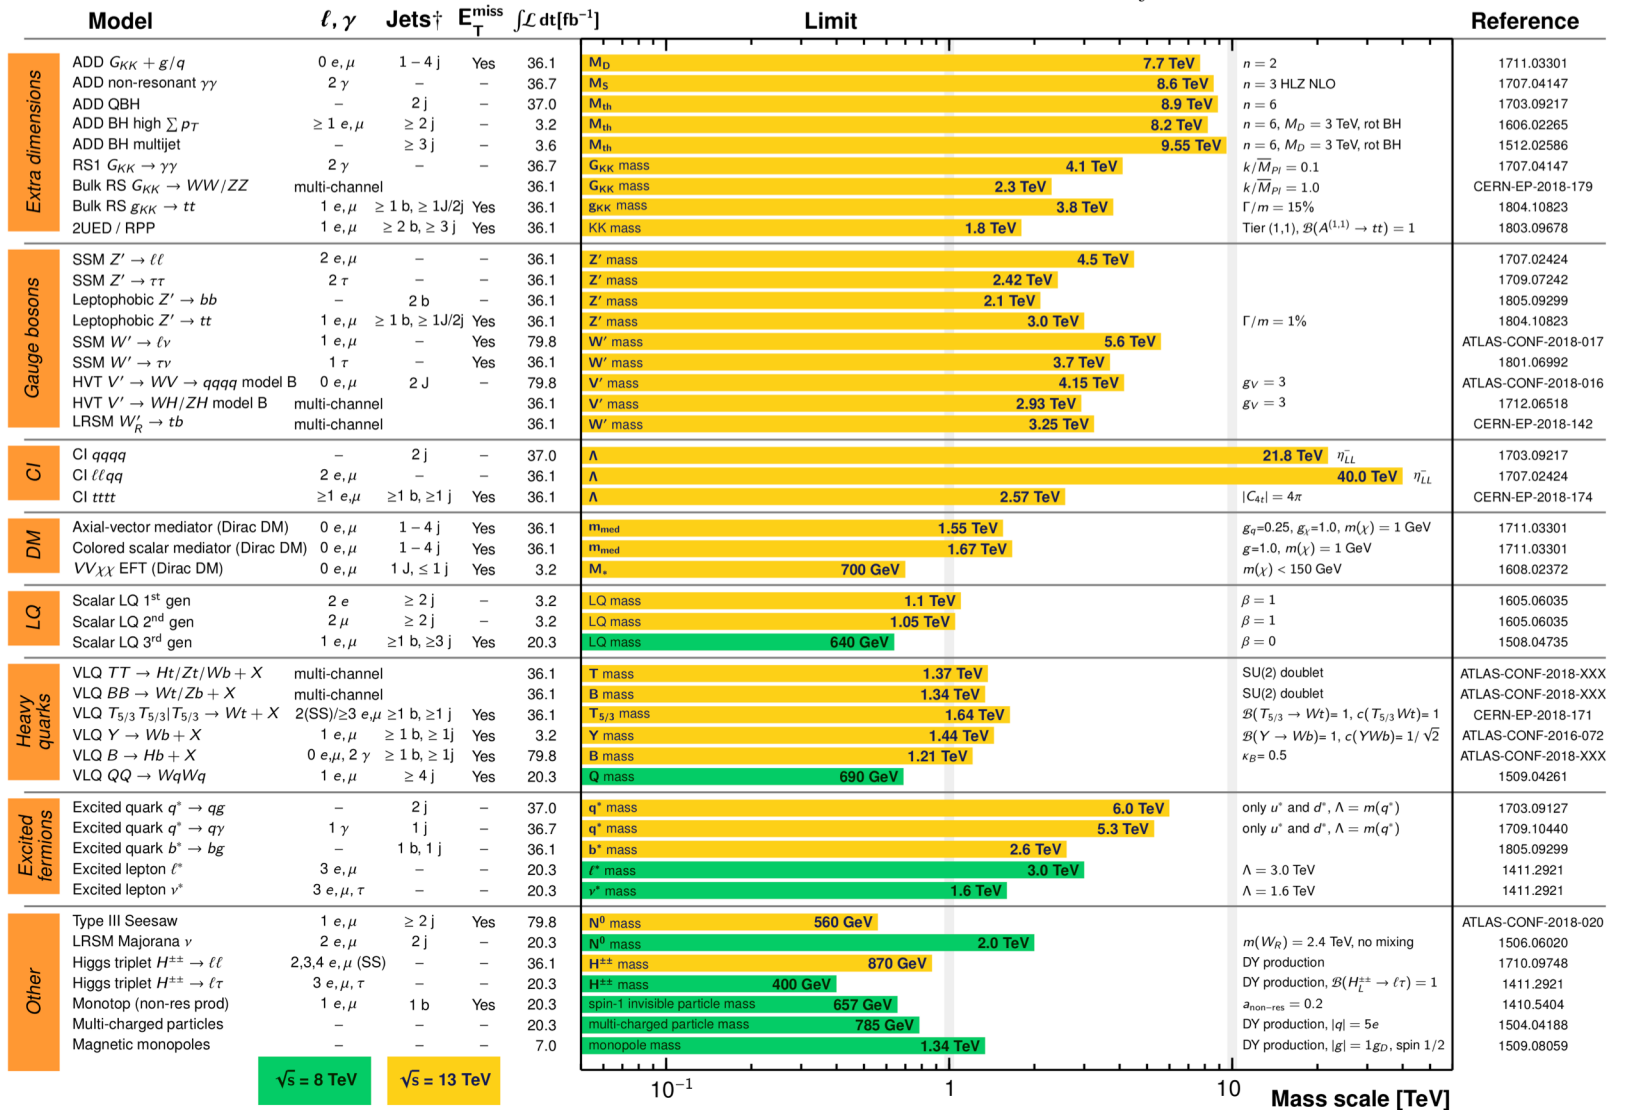 Model ℓ, γ Jets† E_T^miss ∫ℒ dt[fb⁻¹] Limit Reference
Extra dimensions
ADD G_KK + g/q 0 e, μ 1 − 4 j Yes 36.1 M_D 7.7 TeV n = 2 1711.03301
ADD non-resonant γγ 2 γ − − 36.7 M_S 8.6 TeV n = 3 HLZ NLO 1707.04147
ADD QBH − 2 j − 37.0 M_th 8.9 TeV n = 6 1703.09217
ADD BH high ∑ p_T ≥ 1 e, μ ≥ 2 j − 3.2 M_th 8.2 TeV n = 6, M_D = 3 TeV, rot BH 1606.02265
ADD BH multijet − ≥ 3 j − 3.6 M_th 9.55 TeV n = 6, M_D = 3 TeV, rot BH 1512.02586
RS1 G_KK → γγ 2 γ − − 36.7 G_KK mass 4.1 TeV k/M̅_Pl = 0.1 1707.04147
Bulk RS G_KK → WW/ZZ multi-channel 36.1 G_KK mass 2.3 TeV k/M̅_Pl = 1.0 CERN-EP-2018-179
Bulk RS g_KK → tt 1 e, μ ≥ 1 b, ≥ 1J/2j Yes 36.1 g_KK mass 3.8 TeV Γ/m = 15% 1804.10823
2UED / RPP 1 e, μ ≥ 2 b, ≥ 3 j Yes 36.1 KK mass 1.8 TeV Tier (1,1), ℬ(A^(1,1) → tt) = 1 1803.09678
Gauge bosons
SSM Z′ → ℓℓ 2 e, μ − − 36.1 Z′ mass 4.5 TeV 1707.02424
SSM Z′ → ττ 2 τ − − 36.1 Z′ mass 2.42 TeV 1709.07242
Leptophobic Z′ → bb − 2 b − 36.1 Z′ mass 2.1 TeV 1805.09299
Leptophobic Z′ → tt 1 e, μ ≥ 1 b, ≥ 1J/2j Yes 36.1 Z′ mass 3.0 TeV Γ/m = 1% 1804.10823
SSM W′ → ℓν 1 e, μ − Yes 79.8 W′ mass 5.6 TeV ATLAS-CONF-2018-017
SSM W′ → τν 1 τ − Yes 36.1 W′ mass 3.7 TeV 1801.06992
HVT V′ → WV → qqqq model B 0 e, μ 2 J − 79.8 V′ mass 4.15 TeV g_V = 3 ATLAS-CONF-2018-016
HVT V′ → WH/ZH model B multi-channel 36.1 V′ mass 2.93 TeV g_V = 3 1712.06518
LRSM W′_R → tb multi-channel 36.1 W′ mass 3.25 TeV CERN-EP-2018-142
CI
CI qqqq − 2 j − 37.0 Λ 21.8 TeV η⁻_LL 1703.09217
CI ℓℓqq 2 e, μ − − 36.1 Λ 40.0 TeV η⁻_LL 1707.02424
CI tttt ≥1 e,μ ≥1 b, ≥1 j Yes 36.1 Λ 2.57 TeV |C_4t| = 4π CERN-EP-2018-174
DM
Axial-vector mediator (Dirac DM) 0 e, μ 1 − 4 j Yes 36.1 m_med 1.55 TeV g_q=0.25, g_χ=1.0, m(χ) = 1 GeV 1711.03301
Colored scalar mediator (Dirac DM) 0 e, μ 1 − 4 j Yes 36.1 m_med 1.67 TeV g=1.0, m(χ) = 1 GeV 1711.03301
VVχχ EFT (Dirac DM) 0 e, μ 1 J, ≤ 1 j Yes 3.2 M_* 700 GeV m(χ) < 150 GeV 1608.02372
LQ
Scalar LQ 1st gen 2 e ≥ 2 j − 3.2 LQ mass 1.1 TeV β = 1 1605.06035
Scalar LQ 2nd gen 2 μ ≥ 2 j − 3.2 LQ mass 1.05 TeV β = 1 1605.06035
Scalar LQ 3rd gen 1 e, μ ≥1 b, ≥3 j Yes 20.3 LQ mass 640 GeV β = 0 1508.04735
Heavy quarks
VLQ TT → Ht/Zt/Wb + X multi-channel 36.1 T mass 1.37 TeV SU(2) doublet ATLAS-CONF-2018-XXX
VLQ BB → Wt/Zb + X multi-channel 36.1 B mass 1.34 TeV SU(2) doublet ATLAS-CONF-2018-XXX
VLQ T_5/3 T_5/3|T_5/3 → Wt + X 2(SS)/≥3 e,μ ≥1 b, ≥1 j Yes 36.1 T_5/3 mass 1.64 TeV ℬ(T_5/3 → Wt)= 1, c(T_5/3 Wt)= 1 CERN-EP-2018-171
VLQ Y → Wb + X 1 e, μ ≥ 1 b, ≥ 1j Yes 3.2 Y mass 1.44 TeV ℬ(Y → Wb)= 1, c(YWb)= 1/√2 ATLAS-CONF-2016-072
VLQ B → Hb + X 0 e,μ, 2 γ ≥ 1 b, ≥ 1j Yes 79.8 B mass 1.21 TeV κ_B= 0.5 ATLAS-CONF-2018-XXX
VLQ QQ → WqWq 1 e, μ ≥ 4 j Yes 20.3 Q mass 690 GeV 1509.04261
Excited fermions
Excited quark q* → qg − 2 j − 37.0 q* mass 6.0 TeV only u* and d*, Λ = m(q*) 1703.09127
Excited quark q* → qγ 1 γ 1 j − 36.7 q* mass 5.3 TeV only u* and d*, Λ = m(q*) 1709.10440
Excited quark b* → bg − 1 b, 1 j − 36.1 b* mass 2.6 TeV 1805.09299
Excited lepton ℓ* 3 e, μ − − 20.3 ℓ* mass 3.0 TeV Λ = 3.0 TeV 1411.2921
Excited lepton ν* 3 e, μ, τ − − 20.3 ν* mass 1.6 TeV Λ = 1.6 TeV 1411.2921
Other
Type III Seesaw 1 e, μ ≥ 2 j Yes 79.8 N⁰ mass 560 GeV ATLAS-CONF-2018-020
LRSM Majorana ν 2 e, μ 2 j − 20.3 N⁰ mass 2.0 TeV m(W_R) = 2.4 TeV, no mixing 1506.06020
Higgs triplet H±± → ℓℓ 2,3,4 e, μ (SS) − − 36.1 H±± mass 870 GeV DY production 1710.09748
Higgs triplet H±± → ℓτ 3 e, μ, τ − − 20.3 H±± mass 400 GeV DY production, ℬ(H_L±± → ℓτ) = 1 1411.2921
Monotop (non-res prod) 1 e, μ 1 b Yes 20.3 spin-1 invisible particle mass 657 GeV a_non−res = 0.2 1410.5404
Multi-charged particles − − − 20.3 multi-charged particle mass 785 GeV DY production, |q| = 5e 1504.04188
Magnetic monopoles − − − 7.0 monopole mass 1.34 TeV DY production, |g| = 1g_D, spin 1/2 1509.08059
√s = 8 TeV √s = 13 TeV
10⁻¹ 1 10
Mass scale [TeV]